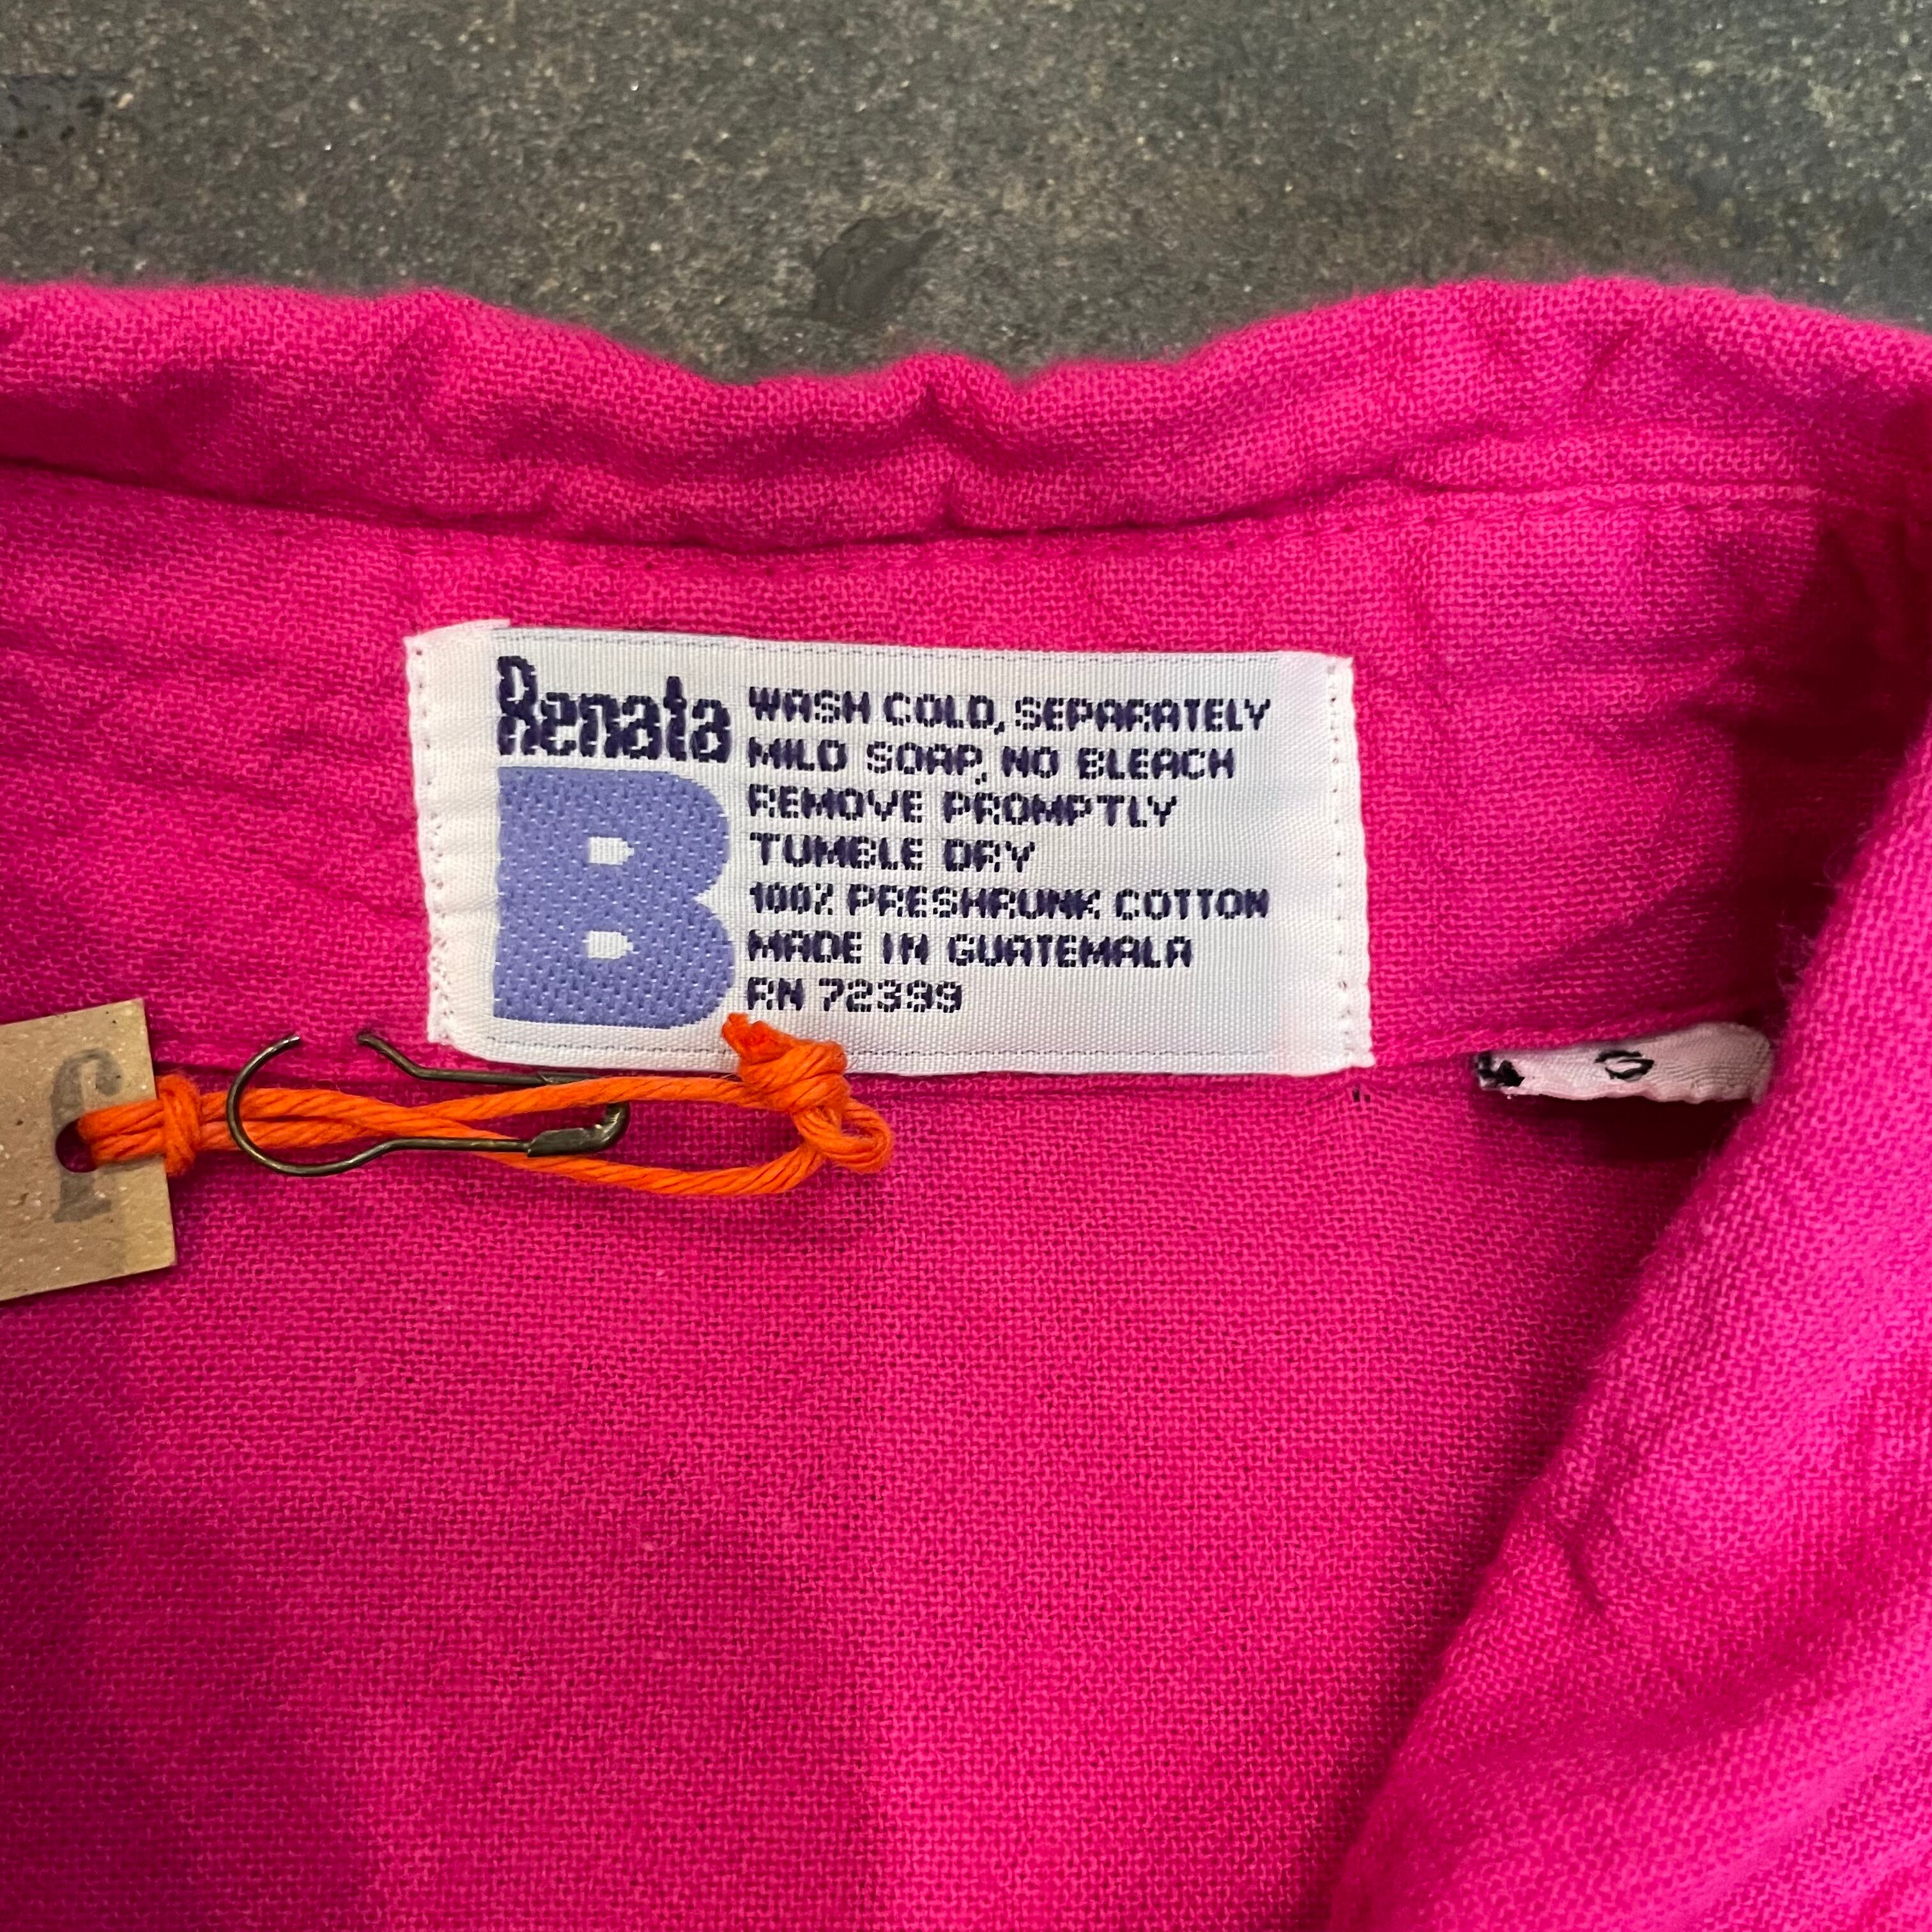 Renata
B
WASH COLD, SEPARATELY
MILD SOAP, NO BLEACH
REMOVE PROMPTLY
TUMBLE DRY
100% PRESHRUNK COTTON
MADE IN GUATEMALA
RN 72399
S